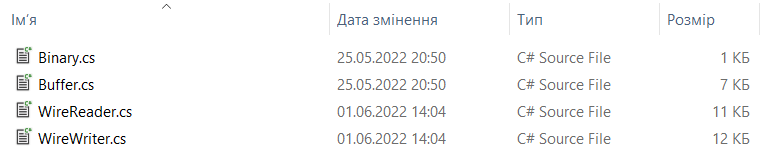 Ім'я Дата змінення Тип Розмір
Binary.cs 25.05.2022 20:50 C# Source File 1 КБ
Buffer.cs 25.05.2022 20:50 C# Source File 7 КБ
WireReader.cs 01.06.2022 14:04 C# Source File 11 КБ
WireWriter.cs 01.06.2022 14:04 C# Source File 12 КБ